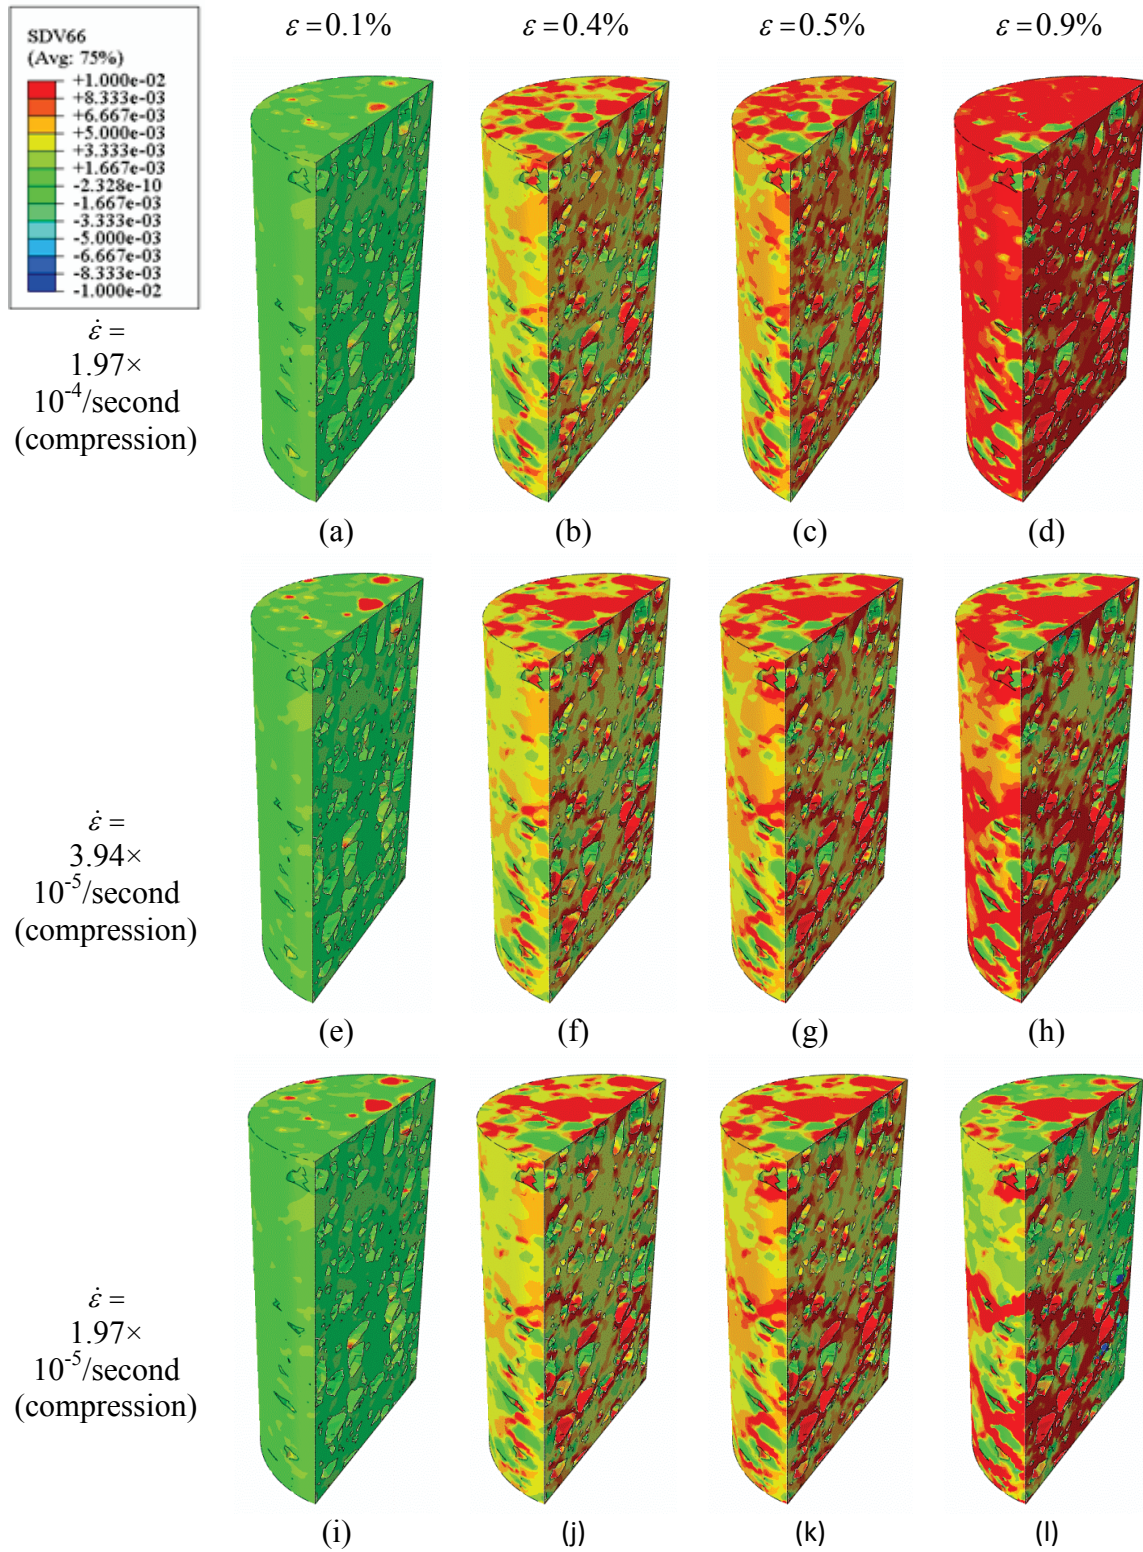 SDV66
(Avg: 75%)
+1.000e-02
+8.333e-03
+6.667e-03
+5.000e-03
+3.333e-03
+1.667e-03
-2.328e-10
-1.667e-03
-3.333e-03
-5.000e-03
-6.667e-03
-8.333e-03
-1.000e-02
ε = 0.1%
ε = 0.4%
ε = 0.5%
ε = 0.9%
ε̇ =
1.97×
10⁻⁴/second
(compression)
(a)
(b)
(c)
(d)
ε̇ =
3.94×
10⁻⁵/second
(compression)
(e)
(f)
(g)
(h)
ε̇ =
1.97×
10⁻⁵/second
(compression)
(i)
(j)
(k)
(l)